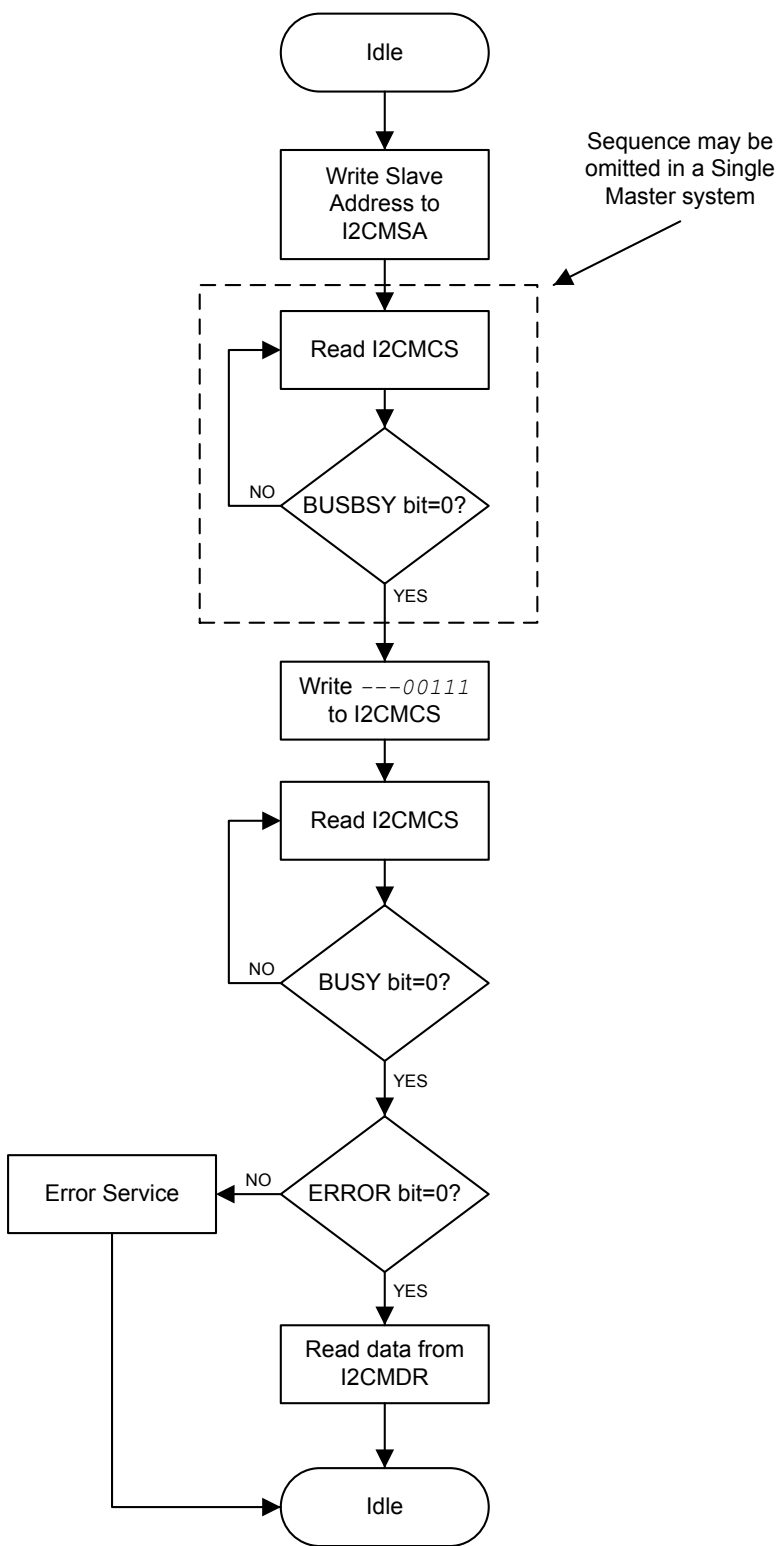 Idle
Sequence may be
omitted in a Single
Master system
Write Slave
Address to
I2CMSA
Read I2CMCS
NO
BUSBSY bit=0?
YES
Write ---00111
to I2CMCS
Read I2CMCS
NO
BUSY bit=0?
YES
Error Service
NO
ERROR bit=0?
YES
Read data from
I2CMDR
Idle